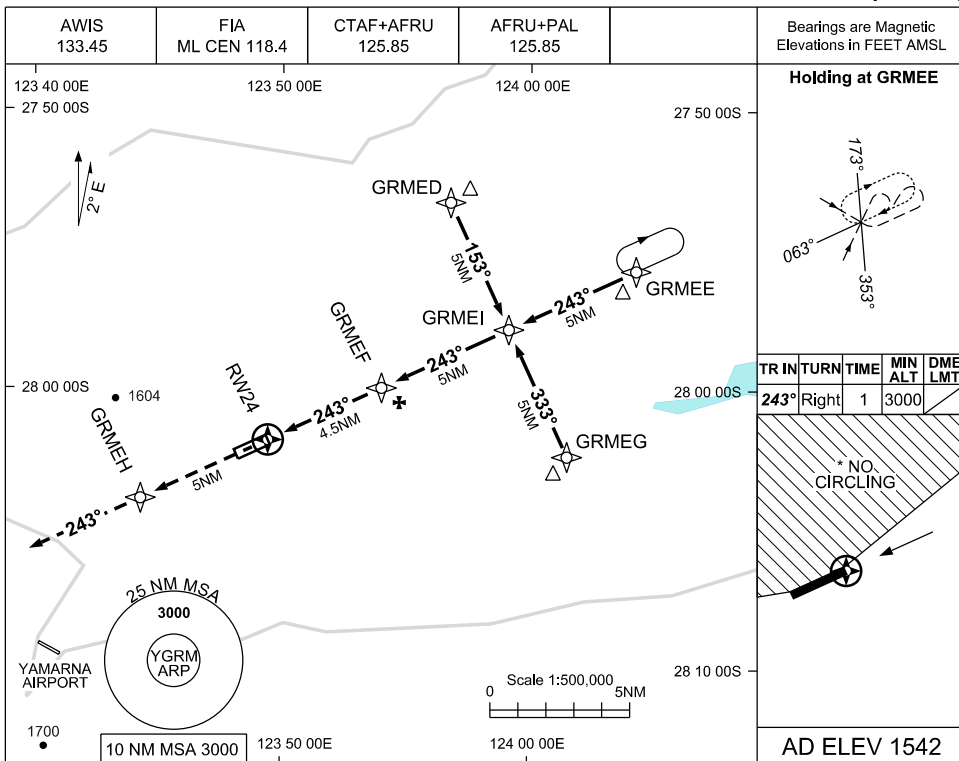 AWIS
133.45
FIA
ML CEN 118.4
CTAF+AFRU
125.85
AFRU+PAL
125.85
Bearings are Magnetic
Elevations in FEET AMSL
123 40 00E
123 50 00E
124 00 00E
27 50 00S
27 50 00S
2° E
GRMED
153°
5NM
GRMEE
243°
5NM
GRMEI
243°
5NM
GRMEF
333°
5NM
GRMEG
28 00 00S
28 00 00S
1604
RW24
243°
4.5NM
GRMEH
5NM
243°
25 NM MSA
3000
YGRM
ARP
10 NM MSA 3000
YAMARNA
AIRPORT
1700
Scale 1:500,000
0
5NM
28 10 00S
123 50 00E
124 00 00E
Holding at GRMEE
173°
063°
353°
TR IN TURN TIME MIN ALT DME LMT
243° Right 1 3000
* NO
CIRCLING
AD ELEV 1542